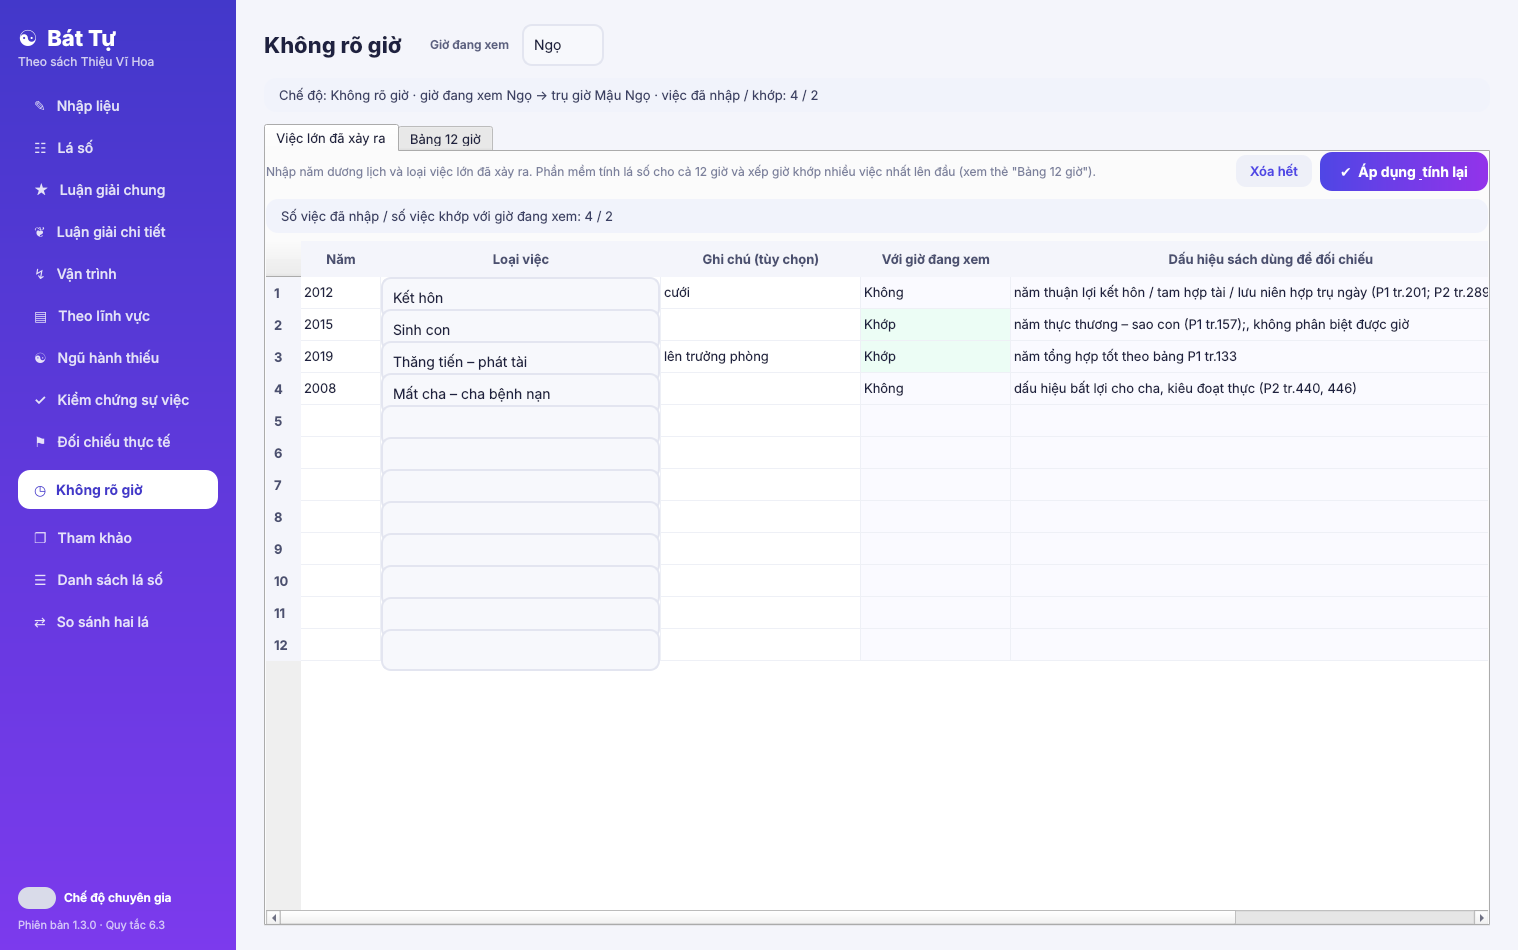 ☯ Bát Tự
Theo sách Thiệu Vĩ Hoa
✎ Nhập liệu
☷ Lá số
★ Luận giải chung
❦ Luận giải chi tiết
↯ Vận trình
▤ Theo lĩnh vực
☯ Ngũ hành thiếu
✓ Kiểm chứng sự việc
⚑ Đối chiếu thực tế
◷ Không rõ giờ
❐ Tham khảo
☰ Danh sách lá số
⇄ So sánh hai lá
Chế độ chuyên gia
Phiên bản 1.3.0 · Quy tắc 6.3
Không rõ giờ Giờ đang xem Ngọ
Chế độ: Không rõ giờ · giờ đang xem Ngọ → trụ giờ Mậu Ngọ · việc đã nhập / khớp: 4 / 2
Việc lớn đã xảy ra Bảng 12 giờ
Nhập năm dương lịch và loại việc lớn đã xảy ra. Phần mềm tính lá số cho cả 12 giờ và xếp giờ khớp nhiều việc nhất lên đầu (xem thẻ "Bảng 12 giờ"). Xóa hết ✔ Áp dụng _tính lại
Số việc đã nhập / số việc khớp với giờ đang xem: 4 / 2
Năm Loại việc Ghi chú (tùy chọn) Với giờ đang xem Dấu hiệu sách dùng để đối chiếu
1 2012 Kết hôn cưới Không năm thuận lợi kết hôn / tam hợp tài / lưu niên hợp trụ ngày (P1 tr.201; P2 tr.289
2 2015 Sinh con Khớp năm thực thương – sao con (P1 tr.157);, không phân biệt được giờ
3 2019 Thăng tiến – phát tài lên trưởng phòng Khớp năm tổng hợp tốt theo bảng P1 tr.133
4 2008 Mất cha – cha bệnh nạn Không dấu hiệu bất lợi cho cha, kiêu đoạt thực (P2 tr.440, 446)
5
6
7
8
9
10
11
12